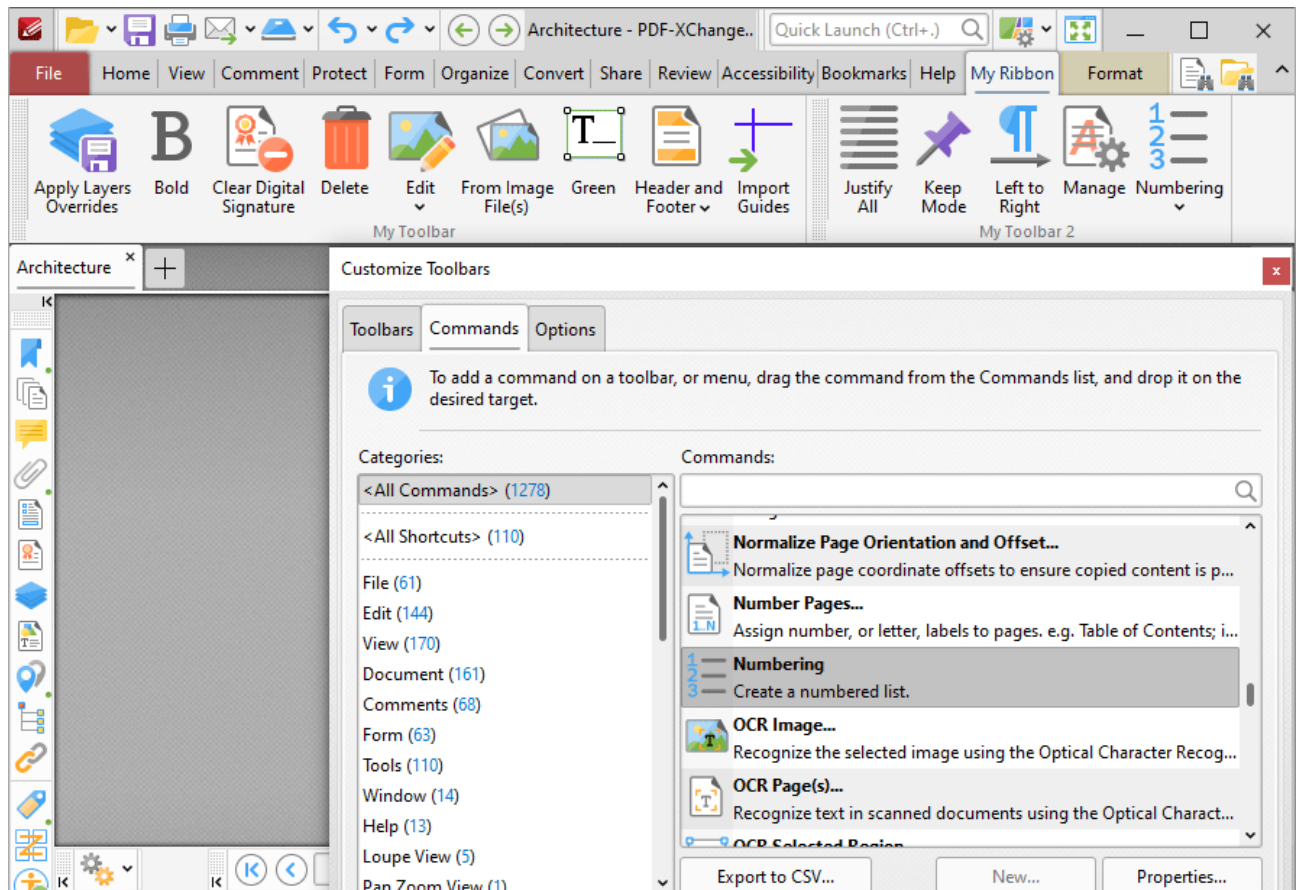 Architecture - PDF-XChange..
Quick Launch (Ctrl+.)
File Home View Comment Protect Form Organize Convert Share Review Accessibility Bookmarks Help My Ribbon Format
Apply Layers Overrides
Bold
Clear Digital Signature
Delete
Edit
From Image File(s)
T_
Green
Header and Footer
Import Guides
Justify All
Keep Mode
Left to Right
Manage
Numbering
My Toolbar
My Toolbar 2
Architecture
Customize Toolbars
Toolbars Commands Options
To add a command on a toolbar, or menu, drag the command from the Commands list, and drop it on the
desired target.
Categories:
<All Commands> (1278)
<All Shortcuts> (110)
File (61)
Edit (144)
View (170)
Document (161)
Comments (68)
Form (63)
Tools (110)
Window (14)
Help (13)
Loupe View (5)
Pan Zoom View (1)
Commands:
Normalize Page Orientation and Offset...
Normalize page coordinate offsets to ensure copied content is p...
Number Pages...
Assign number, or letter, labels to pages. e.g. Table of Contents; i...
Numbering
Create a numbered list.
OCR Image...
Recognize the selected image using the Optical Character Recog...
OCR Page(s)...
Recognize text in scanned documents using the Optical Charact...
OCR Selected Region
Export to CSV...
New...
Properties...